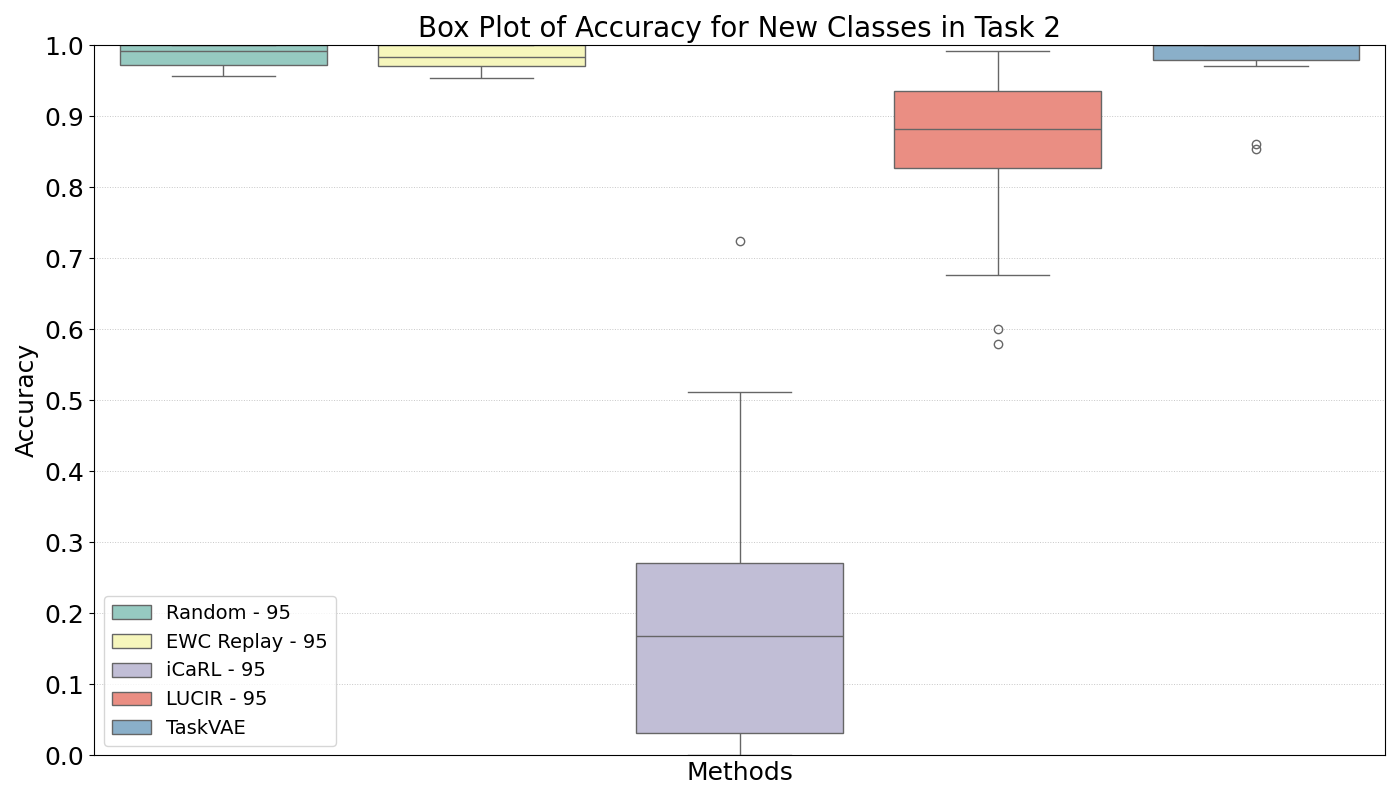 Box Plot of Accuracy for New Classes in Task 2
1.0
0.9
0.8
0.7
0.6
0.5
0.4
0.3
0.2
0.1
0.0
Accuracy
Random - 95
EWC Replay - 95
iCaRL - 95
LUCIR - 95
TaskVAE
Methods